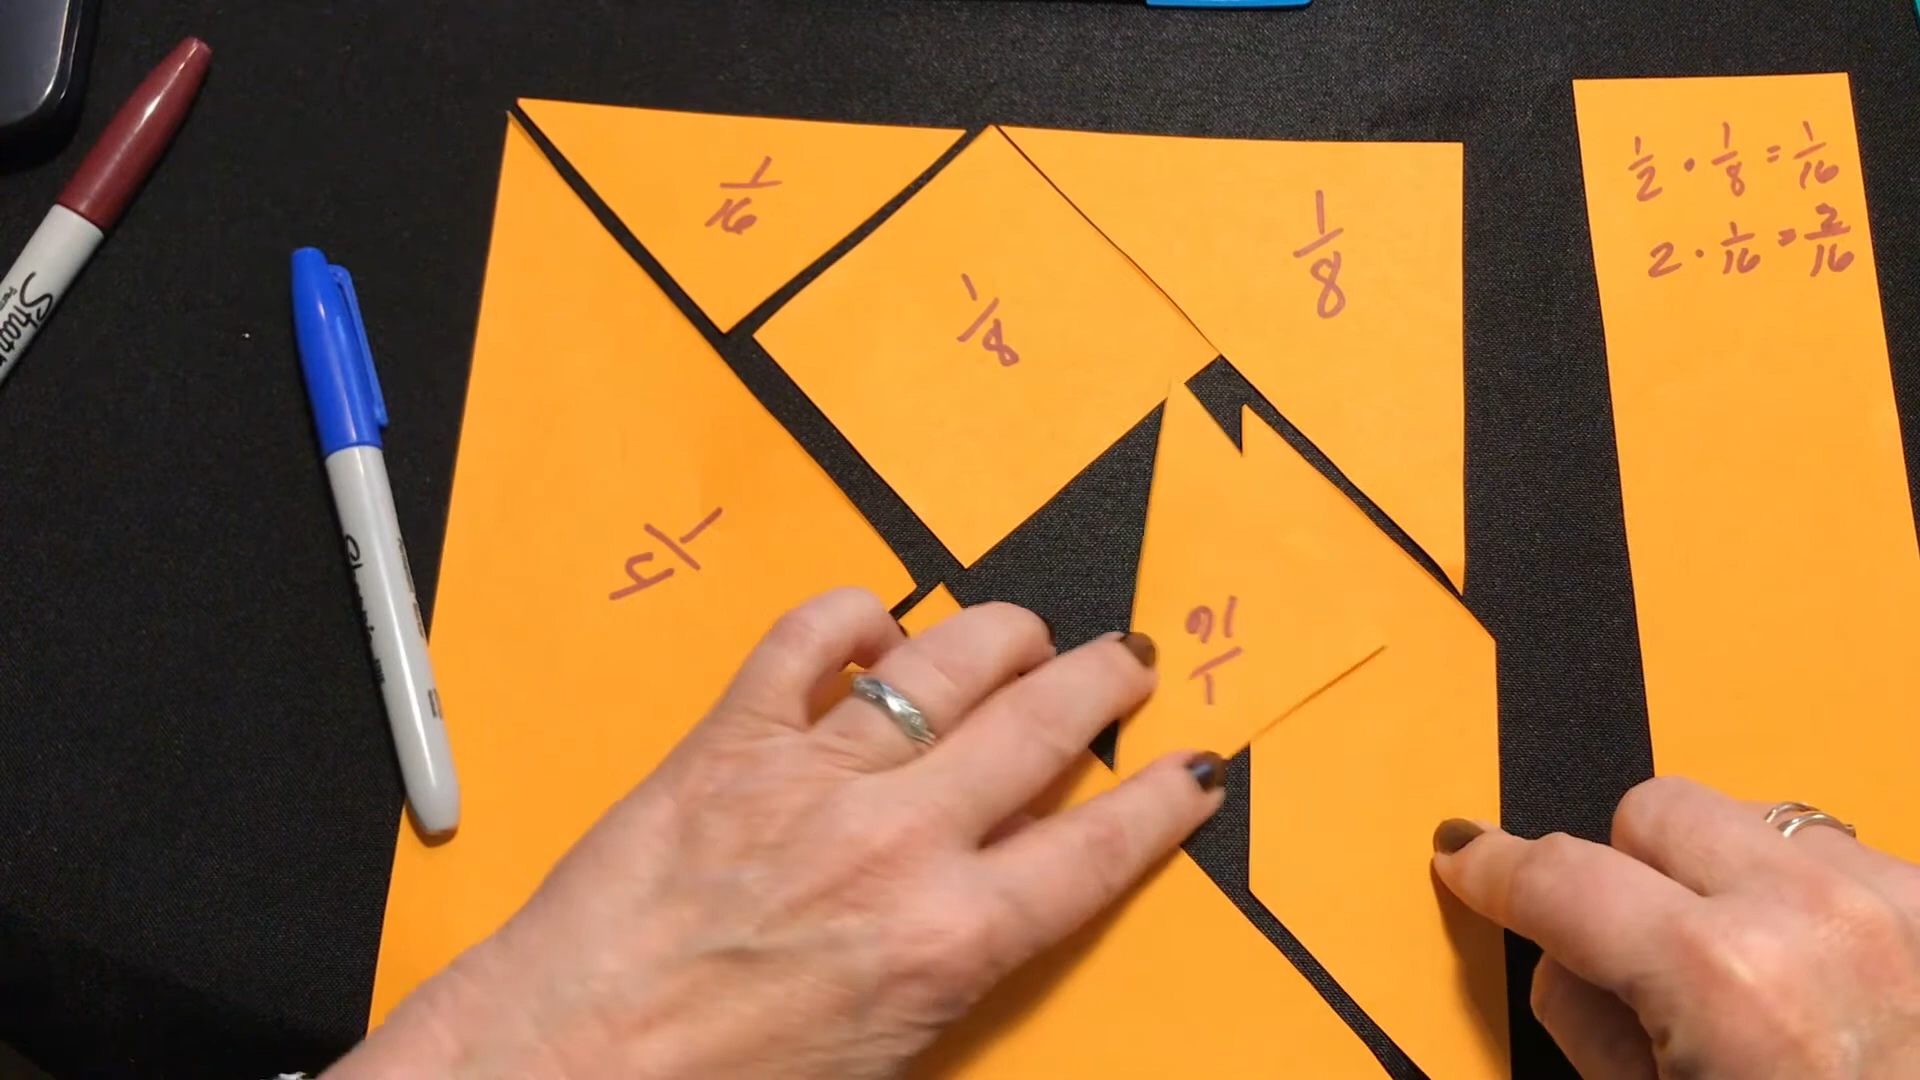 1/16
1/8
1/8
1/4
1/16
1/2 · 1/8 = 1/16
2 · 1/16 = 2/16
Sharpie